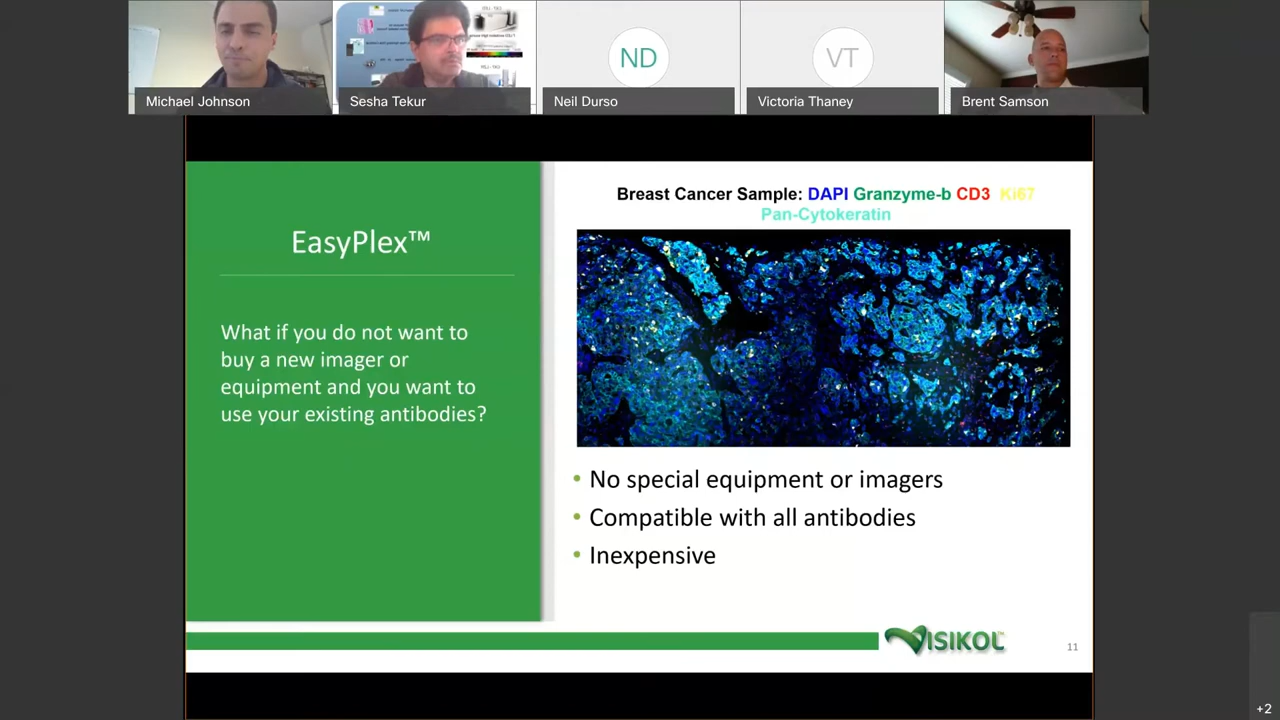 Michael Johnson
Sesha Tekur
ND
Neil Durso
VT
Victoria Thaney
Brent Samson
EasyPlex™
What if you do not want to
buy a new imager or
equipment and you want to
use your existing antibodies?
Breast Cancer Sample: DAPI Granzyme-b CD3 Ki67
Pan-Cytokeratin
• No special equipment or imagers
• Compatible with all antibodies
• Inexpensive
VISIKOL
11
+2